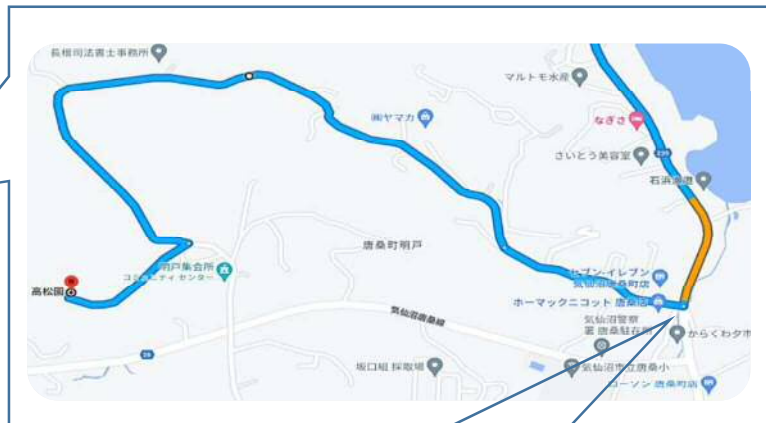 長根司法書士事務所
マルトモ水産
㈱ヤマカ
なぎさ
さいとう美容室
239
石浜海道
唐桑町明戸
明戸集会所
コミュニティ センター
高松園
セブン-イレブン
気仙沼唐桑町店
ホーマックニコット 唐桑店
気仙沼唐桑線
気仙沼警察
署 唐桑駐在所
からくわ夕市
26
坂口組 採取場
気仙沼市立唐桑小
ローソン 唐桑町店